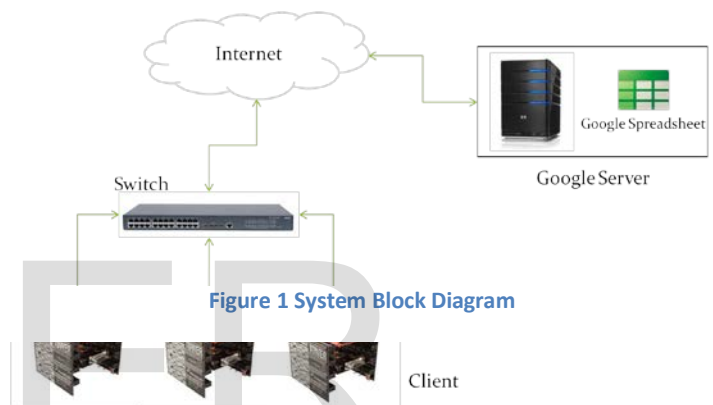 Internet
Google Spreadsheet
Google Server
Switch
Figure 1 System Block Diagram
Client